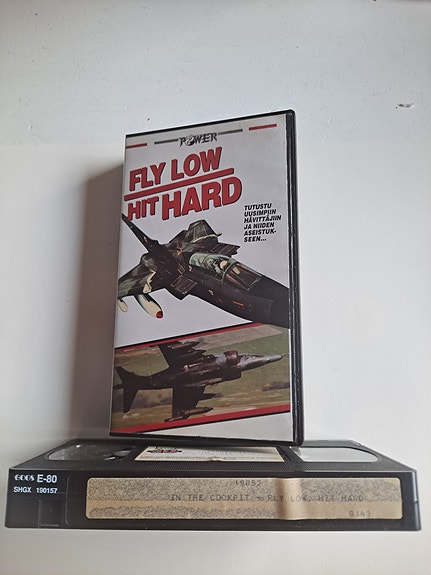 POWER
FLY LOW
HIT HARD
TUTUSTU
UUSIMPIIN
HÄVITTÄJIIN
JA NIIDEN
ASEISTUK-
SEEN...
E-80
SHGX 190157
19052
IN THE COCKPIT - FLY LOW, HIT HARD